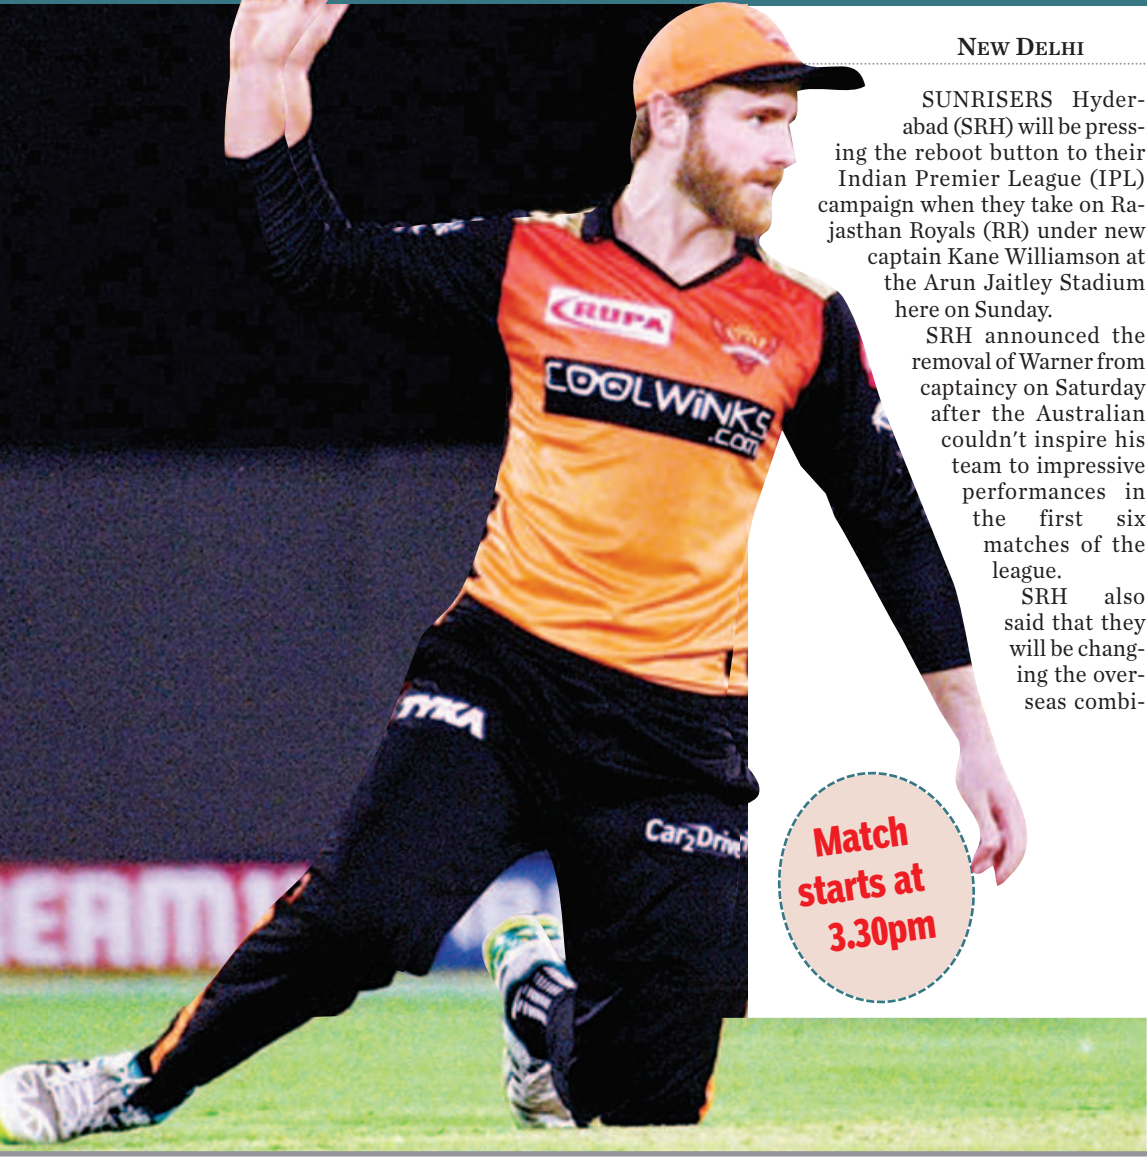 NEW DELHI
SUNRISERS Hyder-
abad (SRH) will be press-
ing the reboot button to their
Indian Premier League (IPL)
campaign when they take on Ra-
jasthan Royals (RR) under new
captain Kane Williamson at
the Arun Jaitley Stadium
here on Sunday.
SRH announced the
removal of Warner from
captaincy on Saturday
after the Australian
couldn't inspire his
team to impressive
performances in
the first six
matches of the
league.
SRH also
said that they
will be chang-
ing the over-
seas combi-
RUPA
COOLWiNKS
.com
TYKA
Car2Drive
EAM
Match
starts at
3.30pm